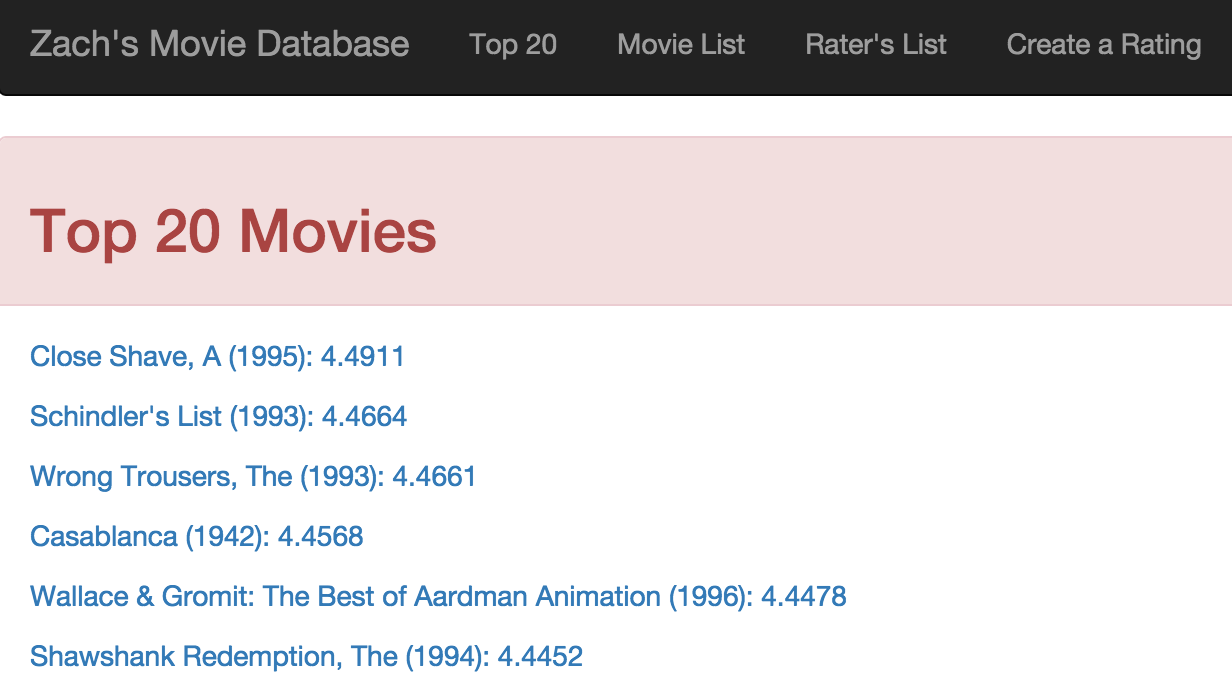 Zach's Movie Database Top 20 Movie List Rater's List Create a Rating
Top 20 Movies
Close Shave, A (1995): 4.4911
Schindler's List (1993): 4.4664
Wrong Trousers, The (1993): 4.4661
Casablanca (1942): 4.4568
Wallace & Gromit: The Best of Aardman Animation (1996): 4.4478
Shawshank Redemption, The (1994): 4.4452